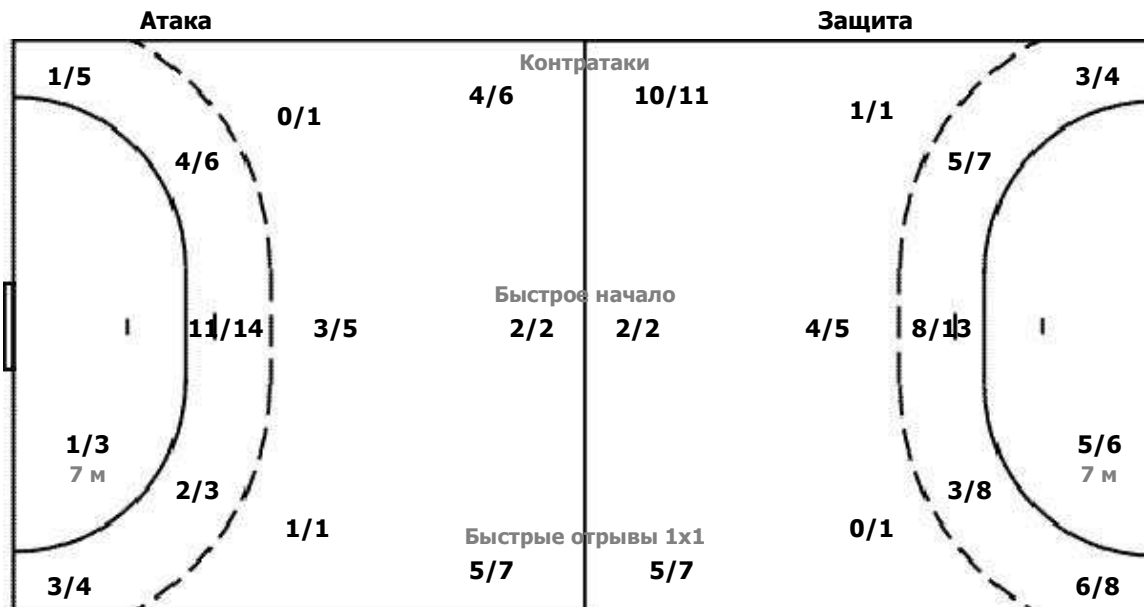 Атака Защита
Контратаки
1/5 4/6 10/11 3/4
0/1 1/1
4/6 5/7
Быстрое начало
11/14 3/5 2/2 2/2 4/5 8/13
1/3 5/6
7 м 7 м
2/3 3/8
1/1 0/1
Быстрые отрывы 1x1
5/7 5/7
3/4 6/8